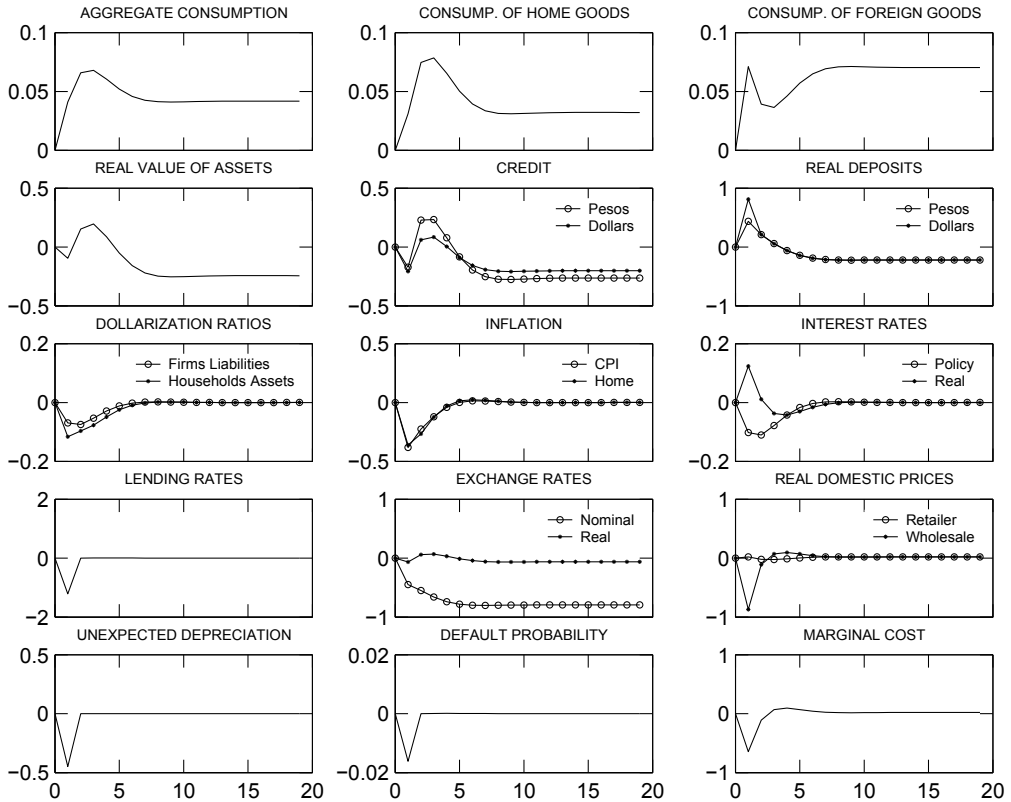 AGGREGATE CONSUMPTION
CONSUMP. OF HOME GOODS
CONSUMP. OF FOREIGN GOODS
0.1
0.05
0
0.1
0.05
0
0.1
0.05
0
REAL VALUE OF ASSETS
CREDIT
REAL DEPOSITS
0.5
0
−0.5
0.5
0
−0.5
Pesos
Dollars
1
0
−1
Pesos
Dollars
DOLLARIZATION RATIOS
INFLATION
INTEREST RATES
0.2
0
−0.2
Firms Liabilities
Households Assets
0.5
0
−0.5
CPI
Home
0.2
0
−0.2
Policy
Real
LENDING RATES
EXCHANGE RATES
REAL DOMESTIC PRICES
2
0
−2
1
0
−1
Nominal
Real
1
0
−1
Retailer
Wholesale
UNEXPECTED DEPRECIATION
DEFAULT PROBABILITY
MARGINAL COST
0.5
0
−0.5
0.02
0
−0.02
1
0
−1
0 5 10 15 20
0 5 10 15 20
0 5 10 15 20